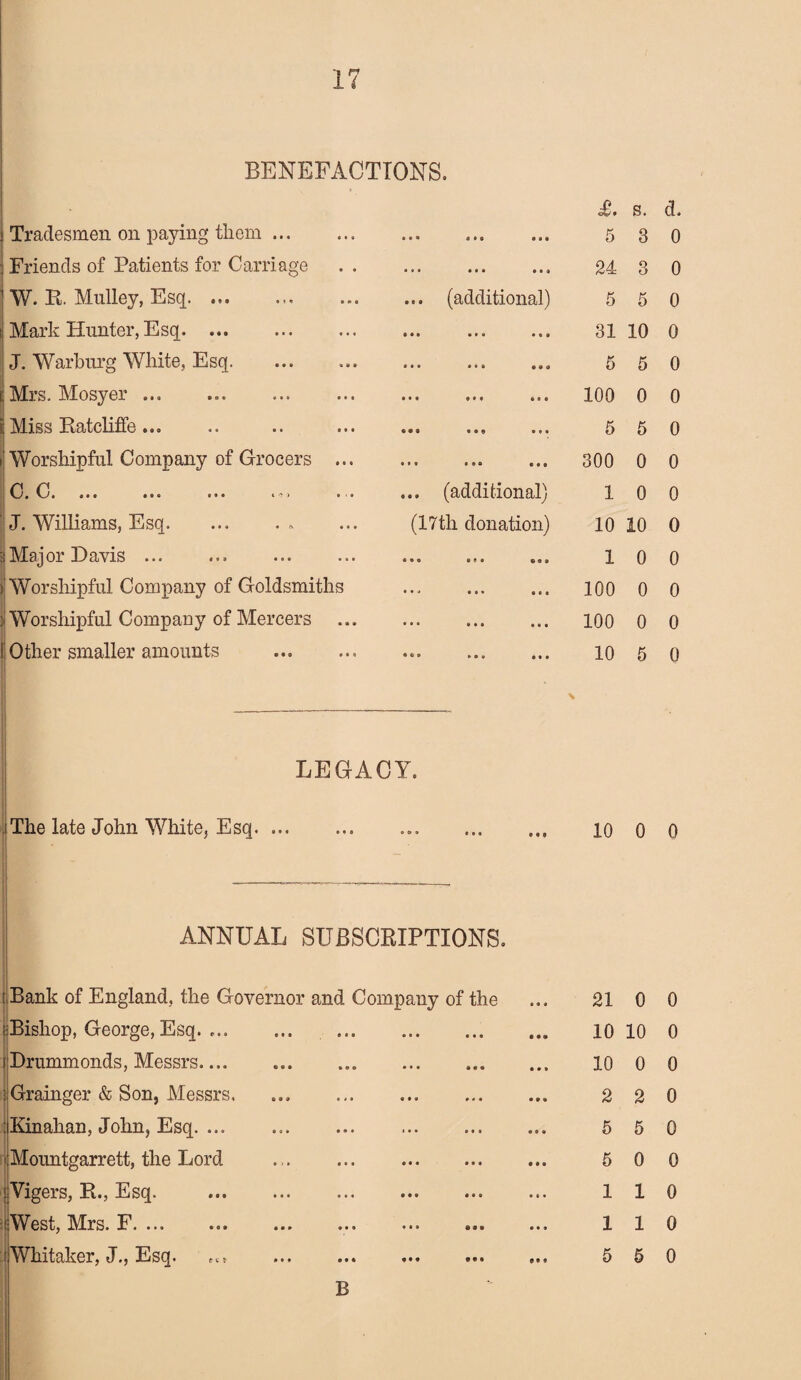 17
BENEFACTIONS.
£. s. d.
Tradesmen on paying them ... ... ... ... ... 5 3 0
Friends of Patients for Carriage . . ... ... ... 24 3 0
W. R. Mulley, Esq. ... ... ... ... (additional) 5 5 0
Mark Hunter, Esq. ... ... ... ... ... ... 31 10 0
J. Warburg White, Esq. ... ... ... ... ... 5 5 0
Mrs. Mosyer ... ... ... ... ... ... ... 100 0 0
Miss Ratcliffe ... .. .. ... ... ... ... 5 5 0
Worshipful Company of Grocers ... ... ... ... 300 0 0
C. C. ... ... ... ... ... ... (additional) 1 0 0
J. Williams, Esq. ... . . ... (17th donation) 10 10 0
Major Davis ... ... ... ... ... ... ... 1 0 0
Worshipful Company of Goldsmiths ... ... ... 100 0 0
Worshipful Company of Mercers ... ... ... ... 100 0 0
Other smaller amounts ... ... ... ... ... 10 5 0
LEGACY.
The late John White, Esq. ... ... ... ... ... 10 0 0
ANNUAL SUBSCRIPTIONS.
Bank of England, the Governor and Company of the ... 21 0 0
Bishop, George, Esq. ... ... ... ... ... ... 10 10 0
Drummonds, Messrs.... ... ... ... ... ... 10 0 0
Grainger & Son, Messrs. ... ... ... ... ... 2 2 0
Kinahan, John, Esq. ... ... ... ... ... ... 5 5 0
Mountgarrett, the Lord ... ... ... ... ... 5 0 0
Vigers, R., Esq. ... ... ... ... ... ... 1 1 0
West, Mrs. F. ... ... ... ... ... ... ... 1 1 0
Whitaker, J., Esq. ... ... ... ... ... ... 5 5 0
B